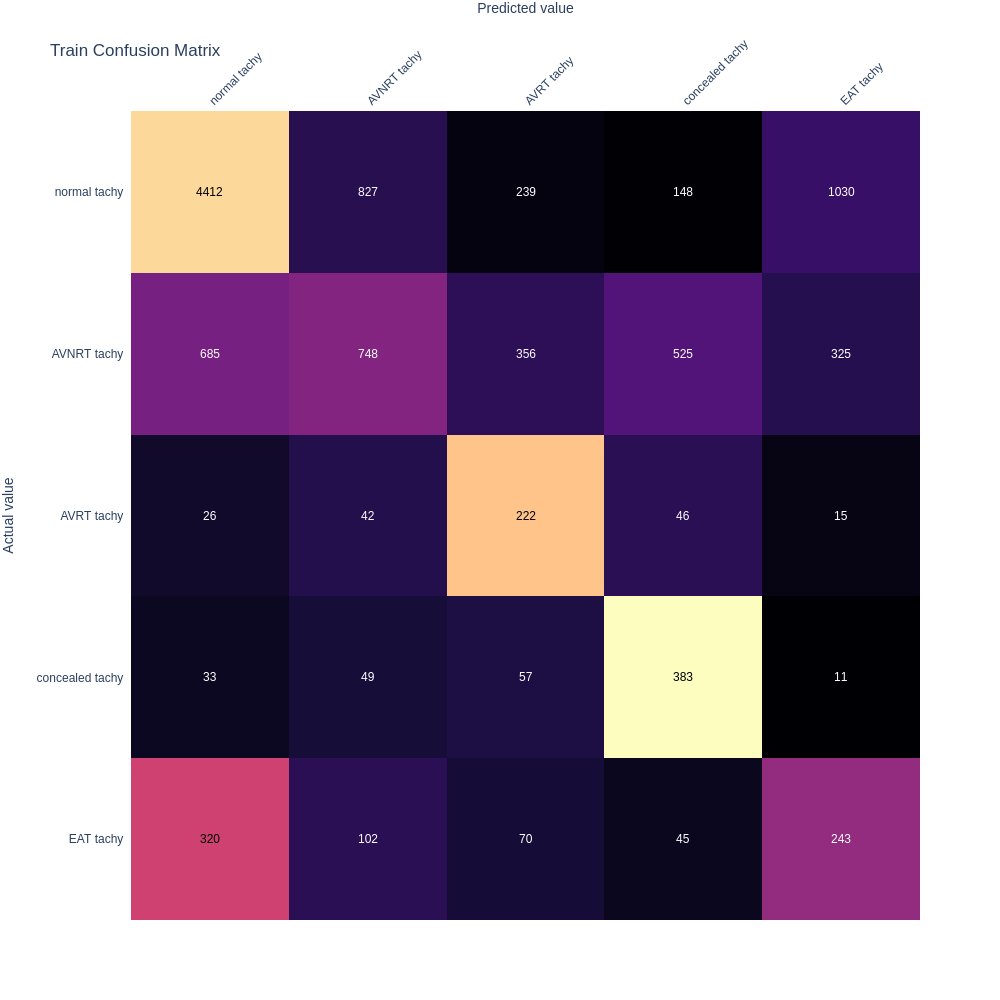 Predicted value
Train Confusion Matrix
normal tachy AVNRT tachy AVRT tachy concealed tachy EAT tachy
normal tachy 4412 827 239 148 1030
AVNRT tachy 685 748 356 525 325
Actual value
AVRT tachy 26 42 222 46 15
concealed tachy 33 49 57 383 11
EAT tachy 320 102 70 45 243